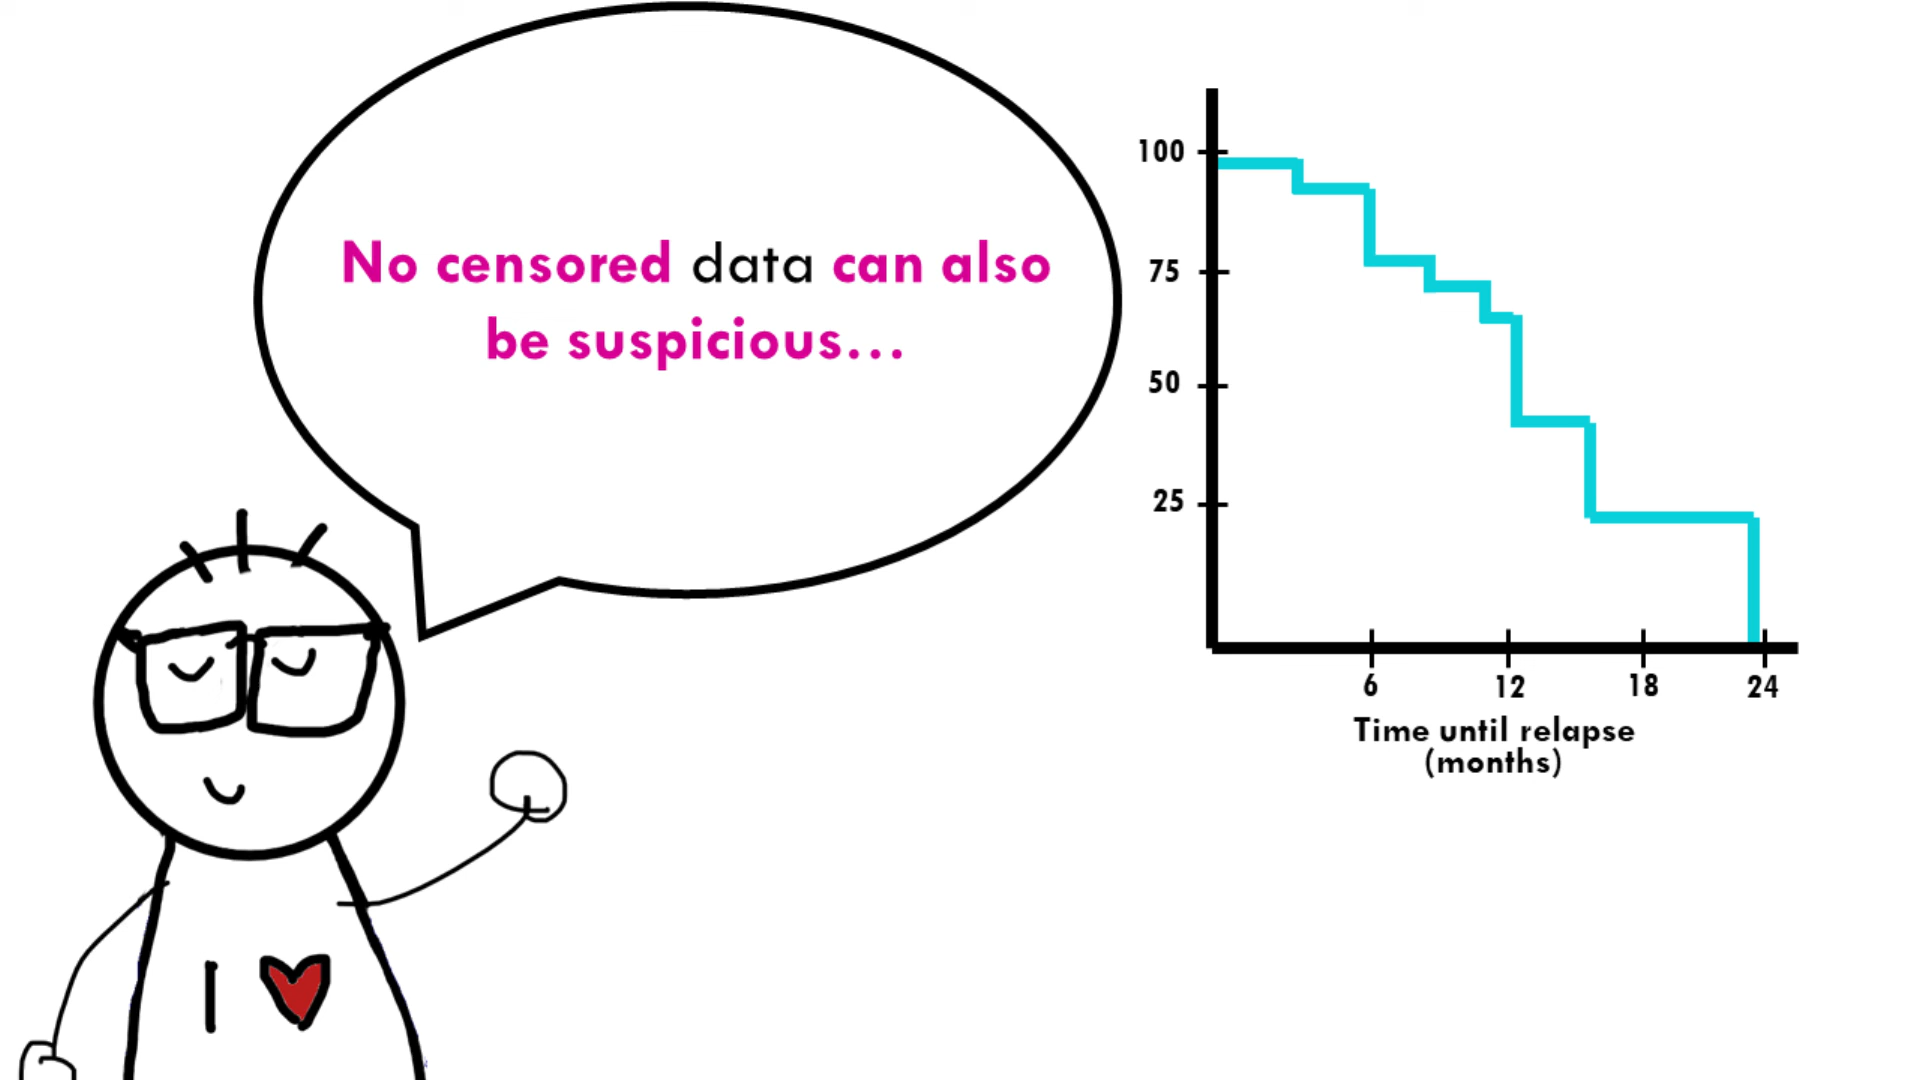 No censored data can also
be suspicious...
100
75
50
25
6 12 18 24
Time until relapse
(months)
I